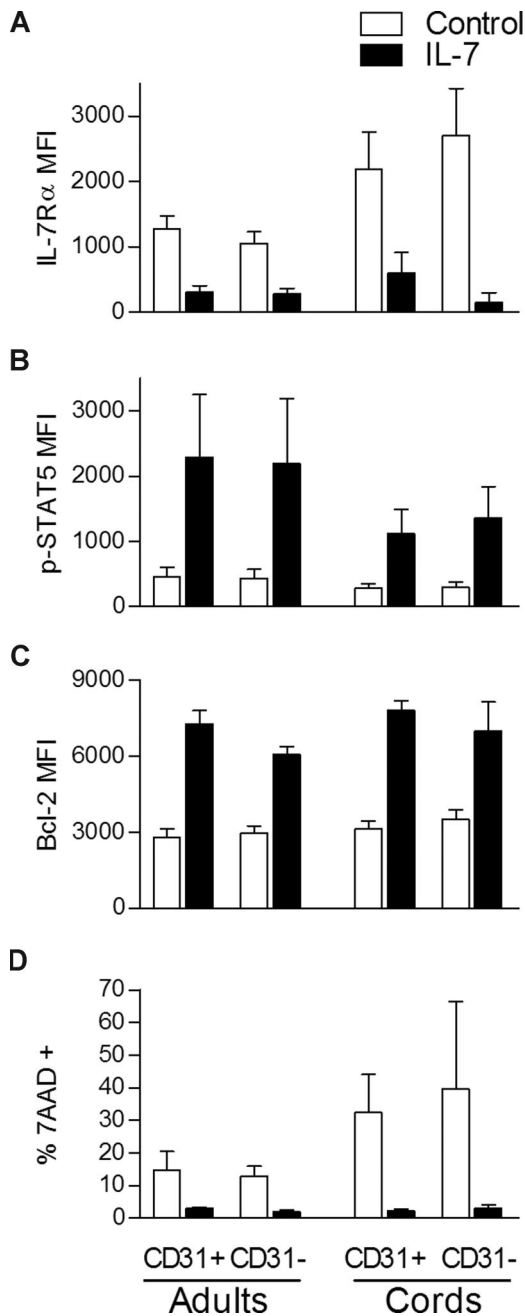 A
Control
IL-7
IL-7Rα MFI
3000
2000
1000
0
B
p-STAT5 MFI
3000
2000
1000
0
C
Bcl-2 MFI
9000
6000
3000
0
D
% 7AAD +
70
60
50
40
30
20
10
0
CD31+ CD31- CD31+ CD31-
Adults Cords